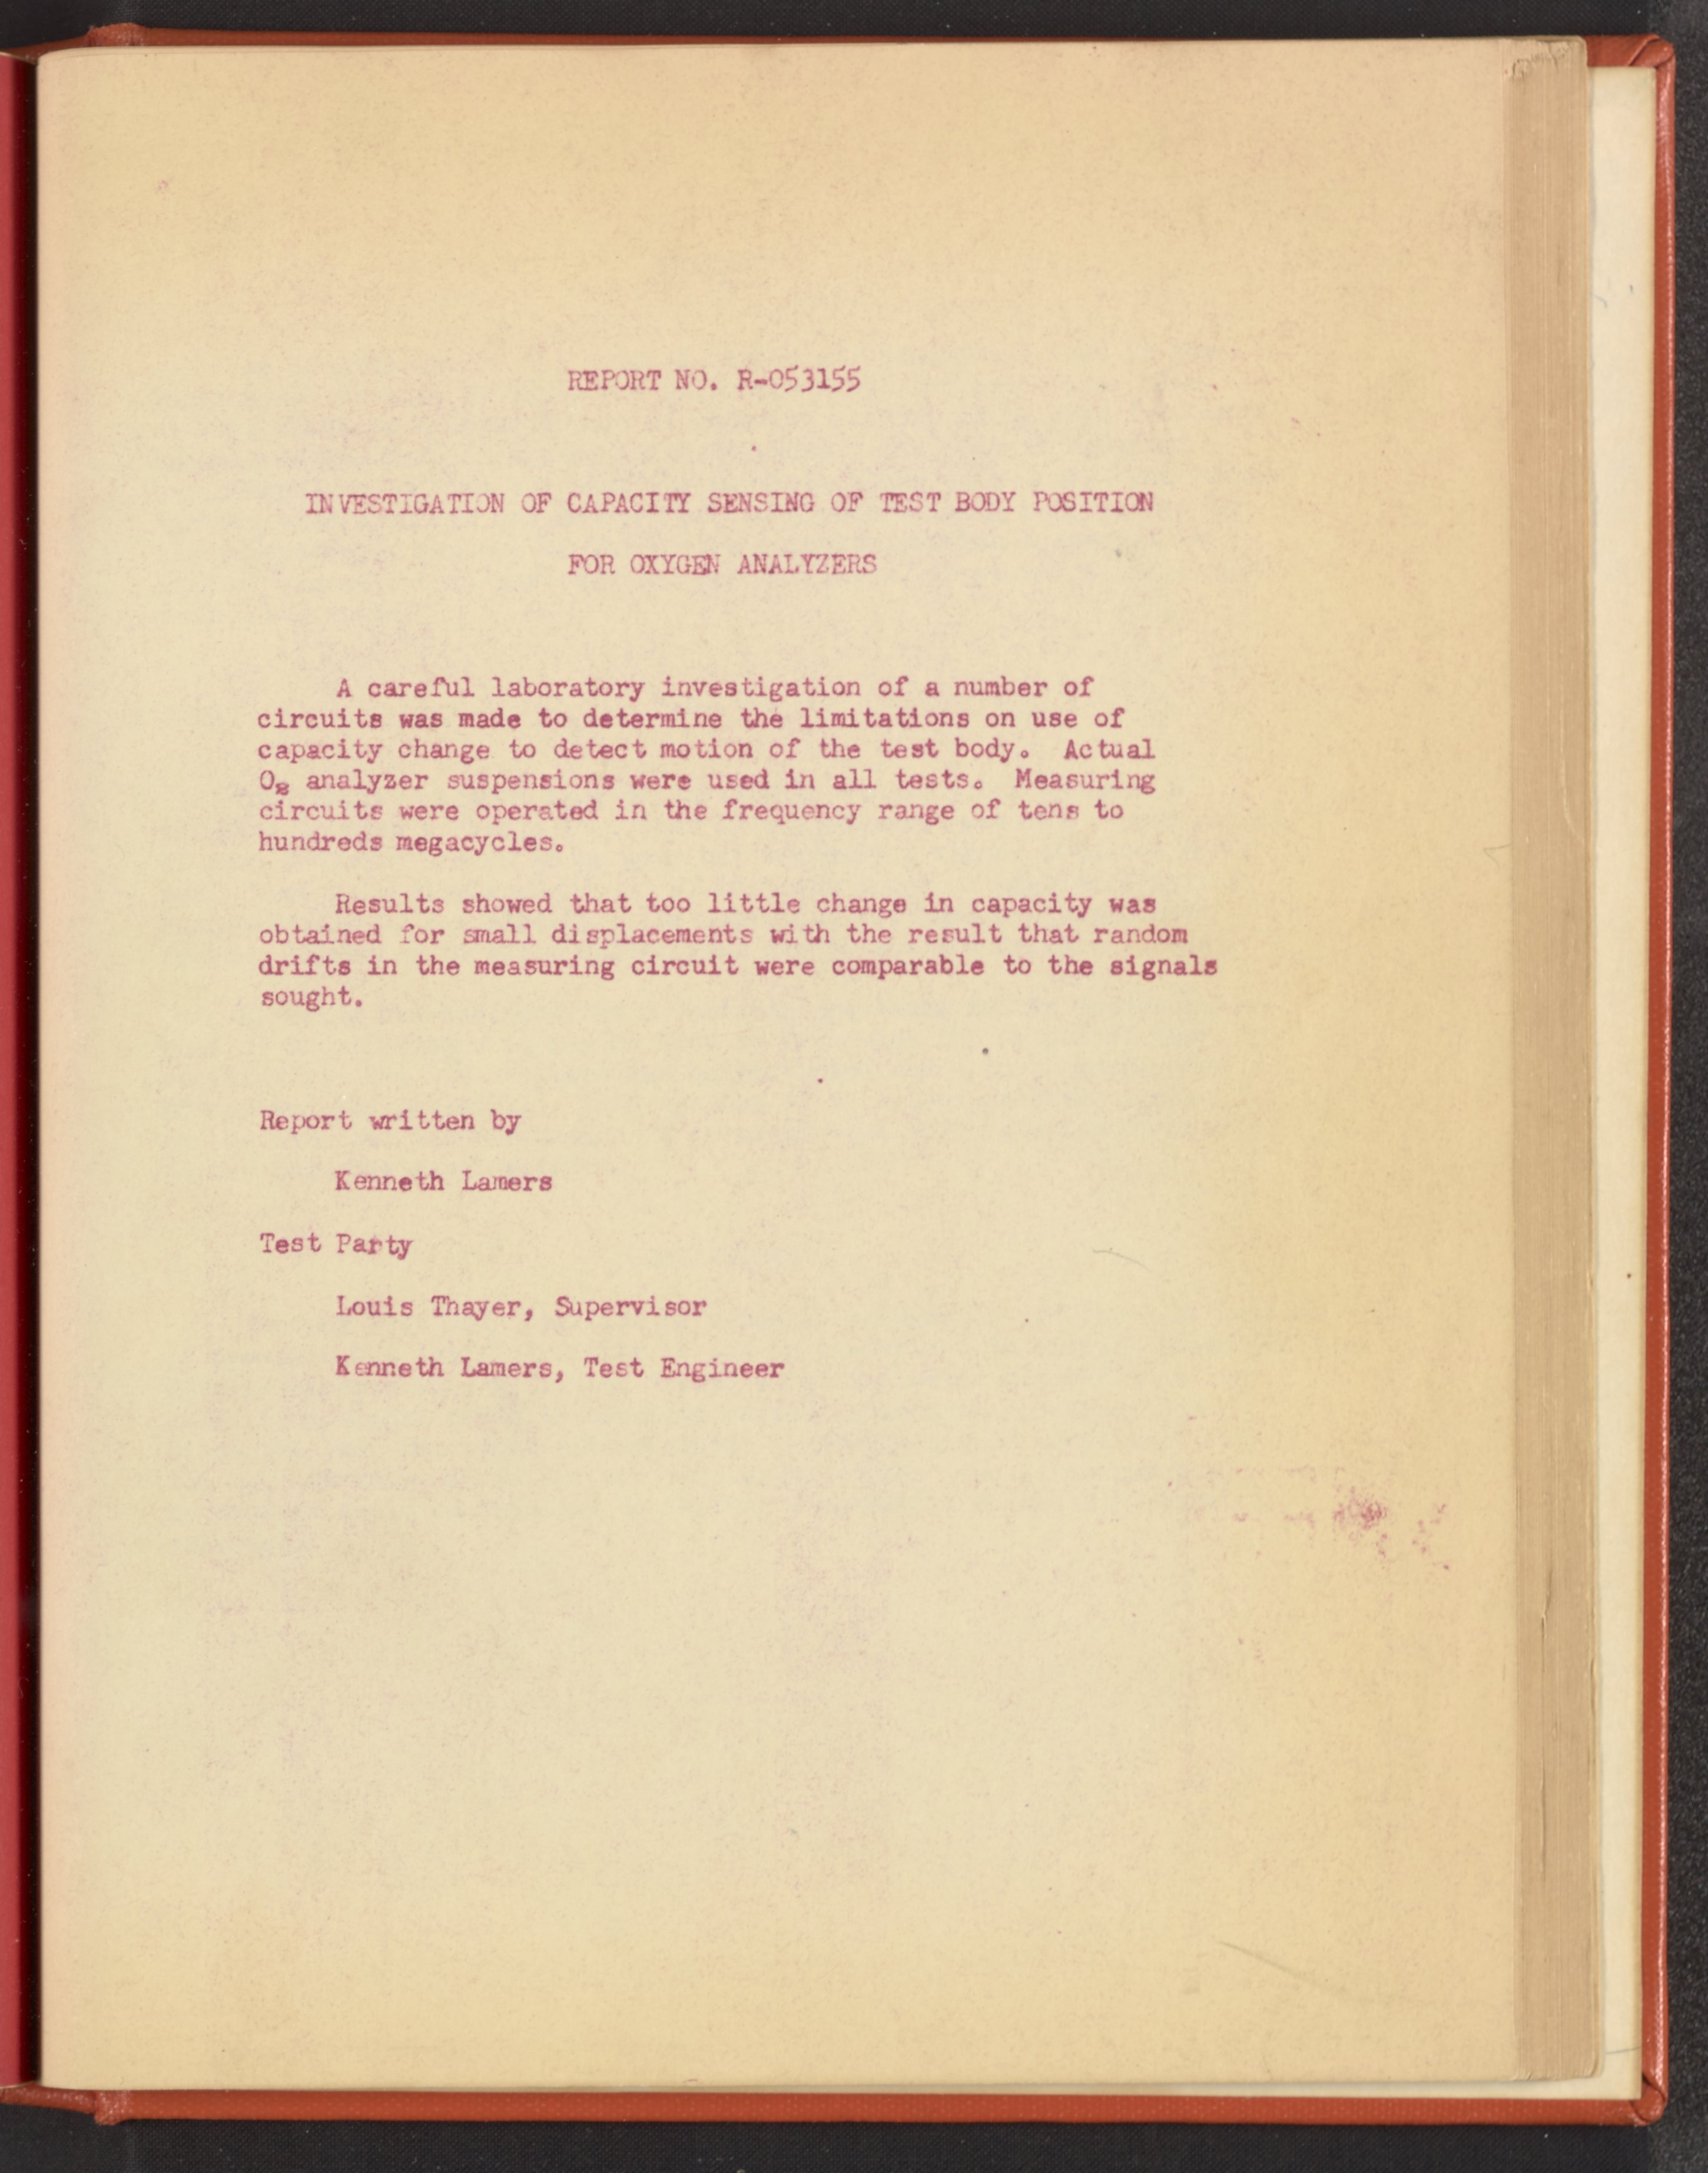 REPORT NO. R-053155
INVESTIGATION OF CAPACITY SENSING OF TEST BODY POSITION
FOR OXYGEN ANALYZERS
A careful laboratory investigation of a number of
circuits was made to determine the limitations on use of
capacity change to detect motion of the test body. Actual
O₂ analyzer suspensions were used in all tests. Measuring
circuits were operated in the frequency range of tens to
hundreds megacycles.
Results showed that too little change in capacity was
obtained for small displacements with the result that random
drifts in the measuring circuit were comparable to the signals
sought.
Report written by
Kenneth Lamers
Test Party
Louis Thayer, Supervisor
Kenneth Lamers, Test Engineer